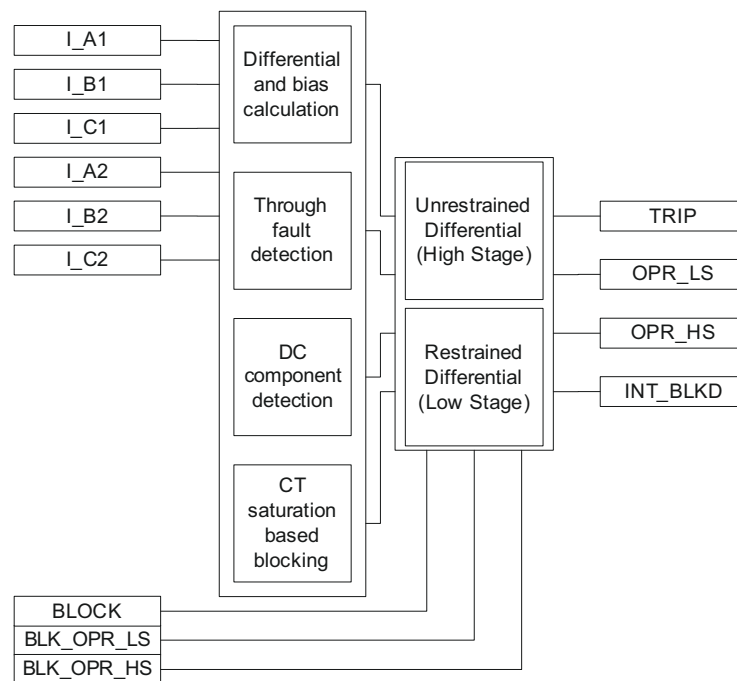 I_A1
I_B1
I_C1
I_A2
I_B2
I_C2
Differential
and bias
calculation
Through
fault
detection
DC
component
detection
CT
saturation
based
blocking
Unrestrained
Differential
(High Stage)
Restrained
Differential
(Low Stage)
TRIP
OPR_LS
OPR_HS
INT_BLKD
BLOCK
BLK_OPR_LS
BLK_OPR_HS